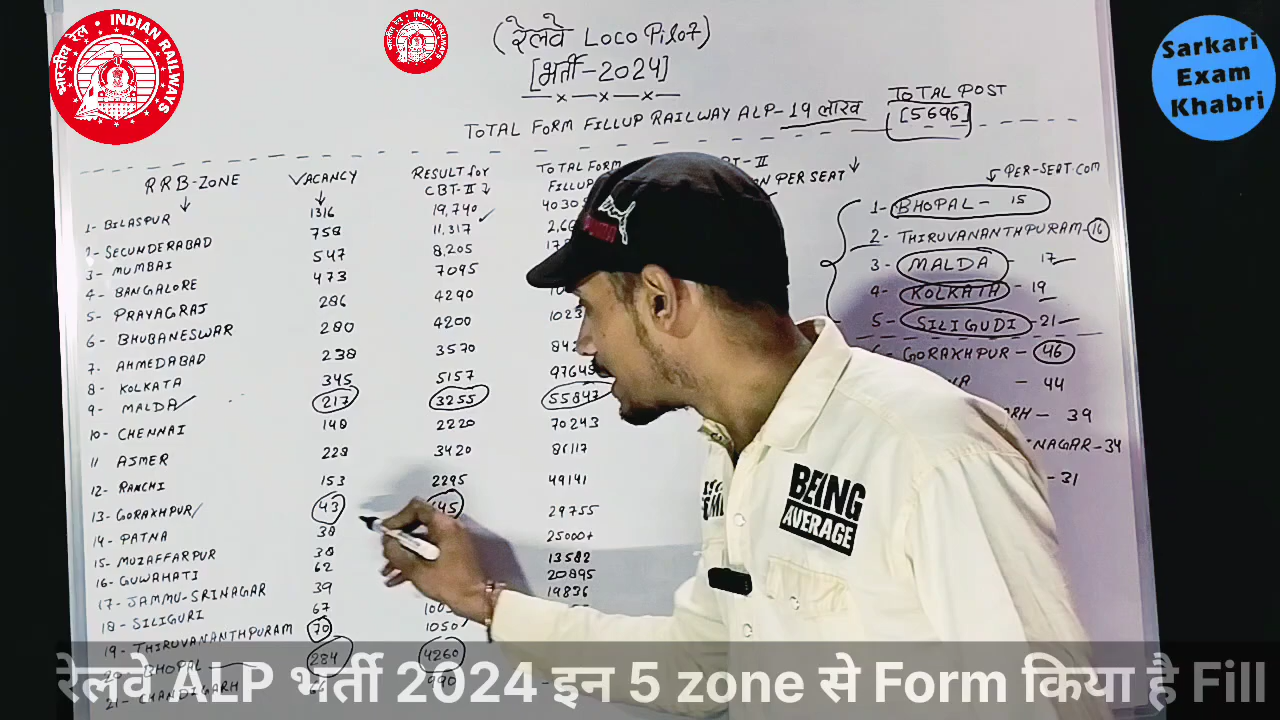 भारतीय रेल • INDIAN RAILWAYS
(रेलवे LOCO PILOT)
[भर्ती-2024]
Sarkari
Exam
Khabri
TOTAL FORM FILLUP RAILWAY ALP- 19 लाख
TOTAL POST
[5696]
RRB-ZONE VACANCY RESULT for CBT-II TOTAL FORM FILLUP PER SEAT
PER-SEAT COM
1- BILASPUR 1316 19,740
2- SECUNDERABAD 758 11,317
3- MUMBAI 547 8,205
4- BANGALORE 473 7095
5- PRAYAGRAJ 286 4290
6- BHUBANESWAR 280 4200
7- AHMEDABAD 238 3570
8- KOLKATA 345 5157
9- MALDA 217 3255 55847
10- CHENNAI 148 2220 70243
11 AJMER 228 3420 86117
12- RANCHI 153 2295 49141
13- GORAKHPUR 43 645 29755
14- PATNA 38 25000+
15- MUZAFFARPUR 38 13582
16- GUWAHATI 62 20895
17- JAMMU-SRINAGAR 39 19836
18- SILIGURI 67
19- THIRUVANANTHPURAM 70 1050
20- BHOPAL 284 4260
21- CHANDIGARH 990
1- BHOPAL- 15
2- THIRUVANANTHPURAM- 16
3- MALDA - 17
4- KOLKATA - 19
5- SILIGUDI - 21
GORAKHPUR - 46
- 44
- 39
NAGAR-34
- 31
PUMA
BEING
AVERAGE
रेलवे ALP भर्ती 2024 इन 5 zone से Form किया है Fill